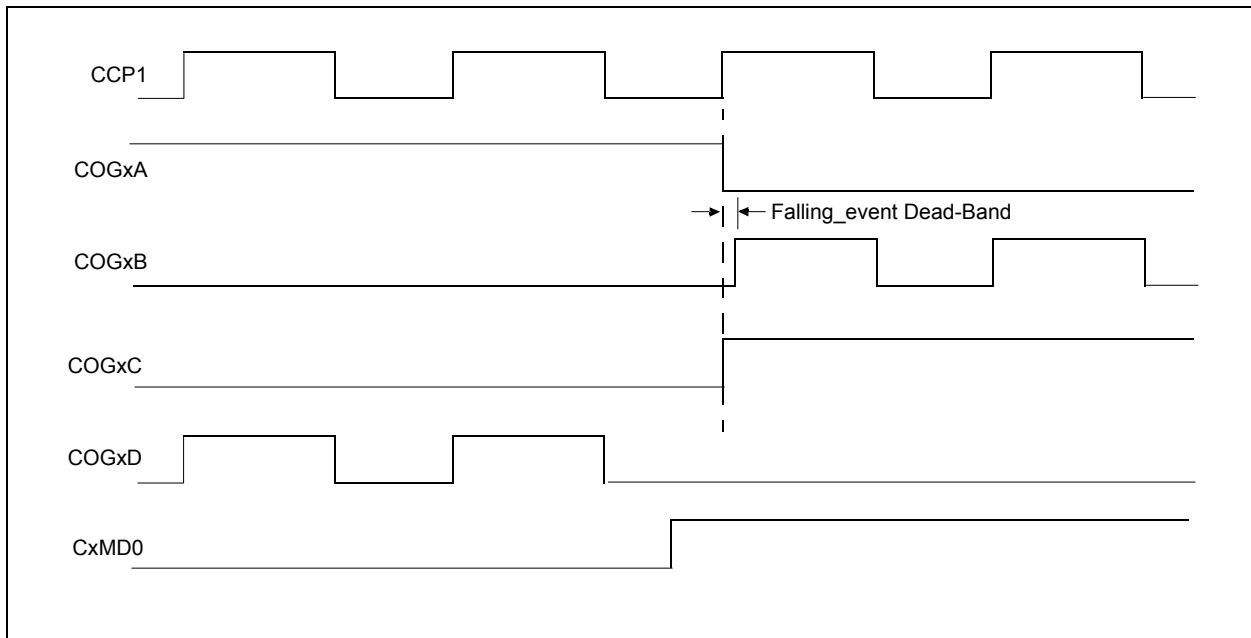 CCP1
COGxA
Falling_event Dead-Band
COGxB
COGxC
COGxD
CxMD0